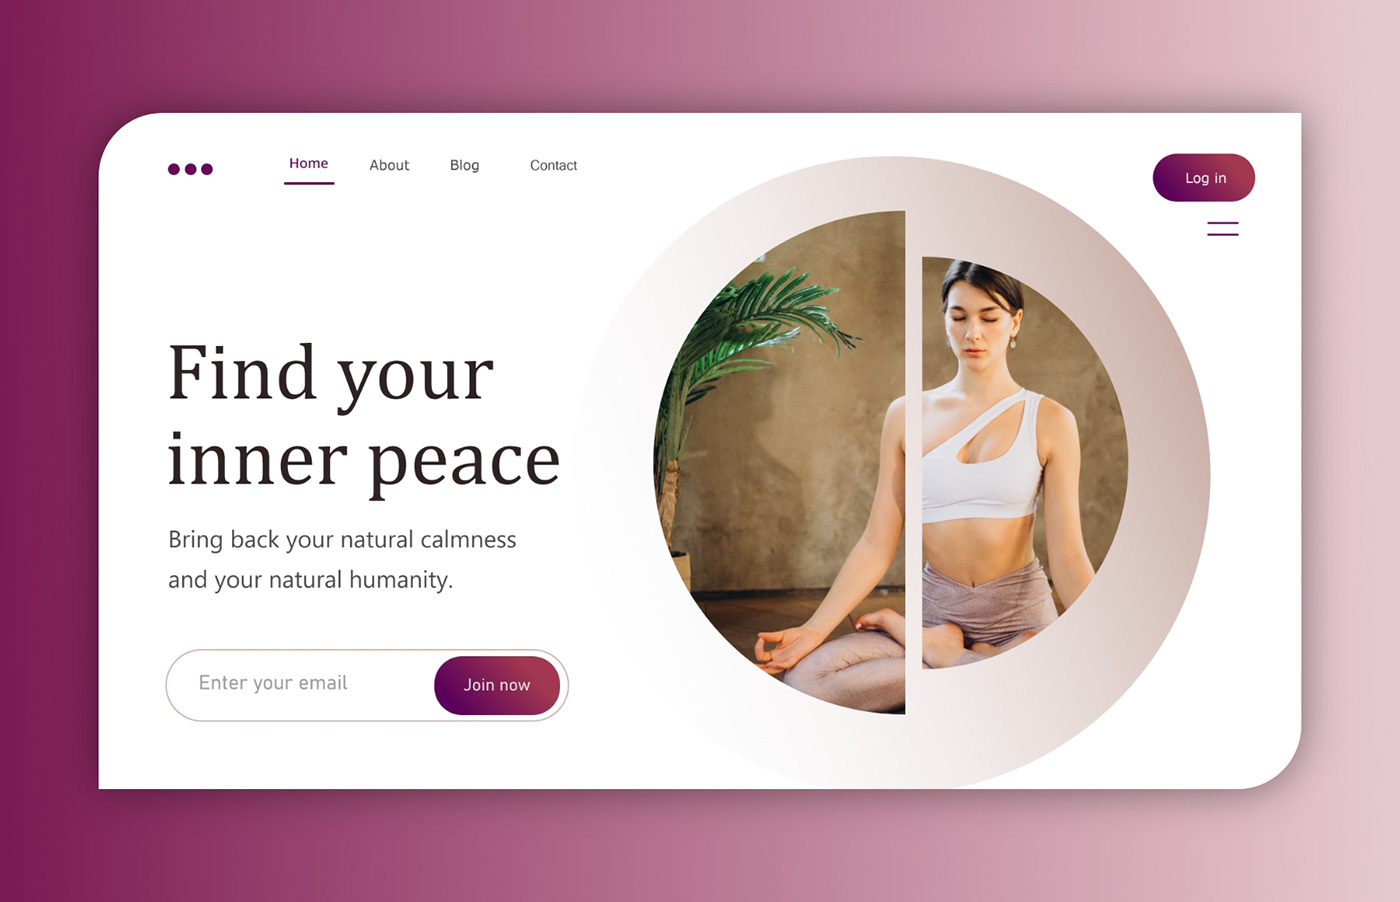 Home
About
Blog
Contact
Log in
Find your
inner peace
Bring back your natural calmness
and your natural humanity.
Enter your email
Join now